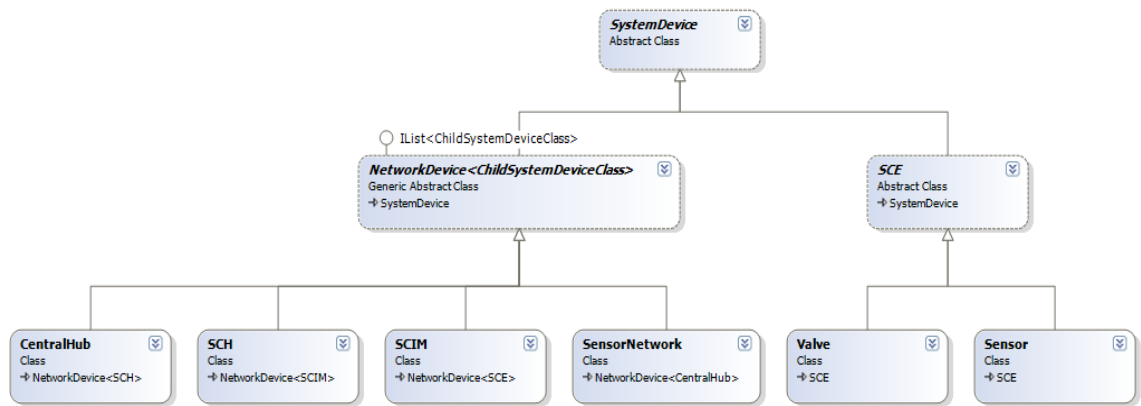 SystemDevice
Abstract Class
IList<ChildSystemDeviceClass>
NetworkDevice<ChildSystemDeviceClass>
Generic Abstract Class
SystemDevice
SCE
Abstract Class
SystemDevice
CentralHub
Class
NetworkDevice<SCH>
SCH
Class
NetworkDevice<SCIM>
SCIM
Class
NetworkDevice<SCE>
SensorNetwork
Class
NetworkDevice<CentralHub>
Valve
Class
SCE
Sensor
Class
SCE